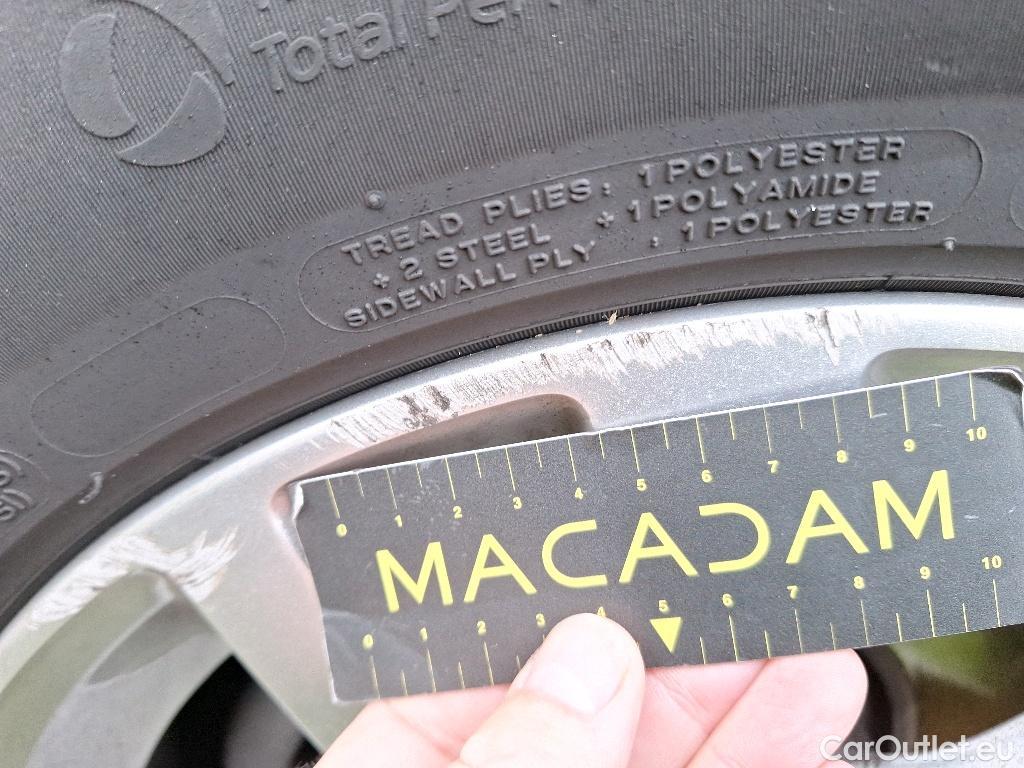 Total
TREAD PLIES: 1 POLYESTER
+ 2 STEEL + 1 POLYAMIDE
SIDEWALL PLY : 1 POLYESTER
0 1 2 3 4 5 6 7 8 9 10
MACADAM
0 1 2 3 4 5 6 7 8 9 10
CarOutlet.eu